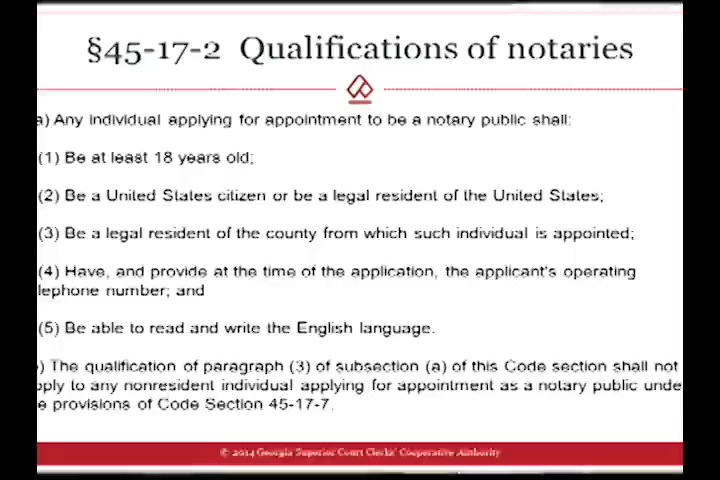 §45-17-2 Qualifications of notaries
a) Any individual applying for appointment to be a notary public shall:
(1) Be at least 18 years old;
(2) Be a United States citizen or be a legal resident of the United States;
(3) Be a legal resident of the county from which such individual is appointed;
(4) Have, and provide at the time of the application, the applicant's operating
lephone number; and
(5) Be able to read and write the English language.
) The qualification of paragraph (3) of subsection (a) of this Code section shall not
pply to any nonresident individual applying for appointment as a notary public unde
e provisions of Code Section 45-17-7.
© 2014 Georgia Superior Court Clerks' Cooperative Authority